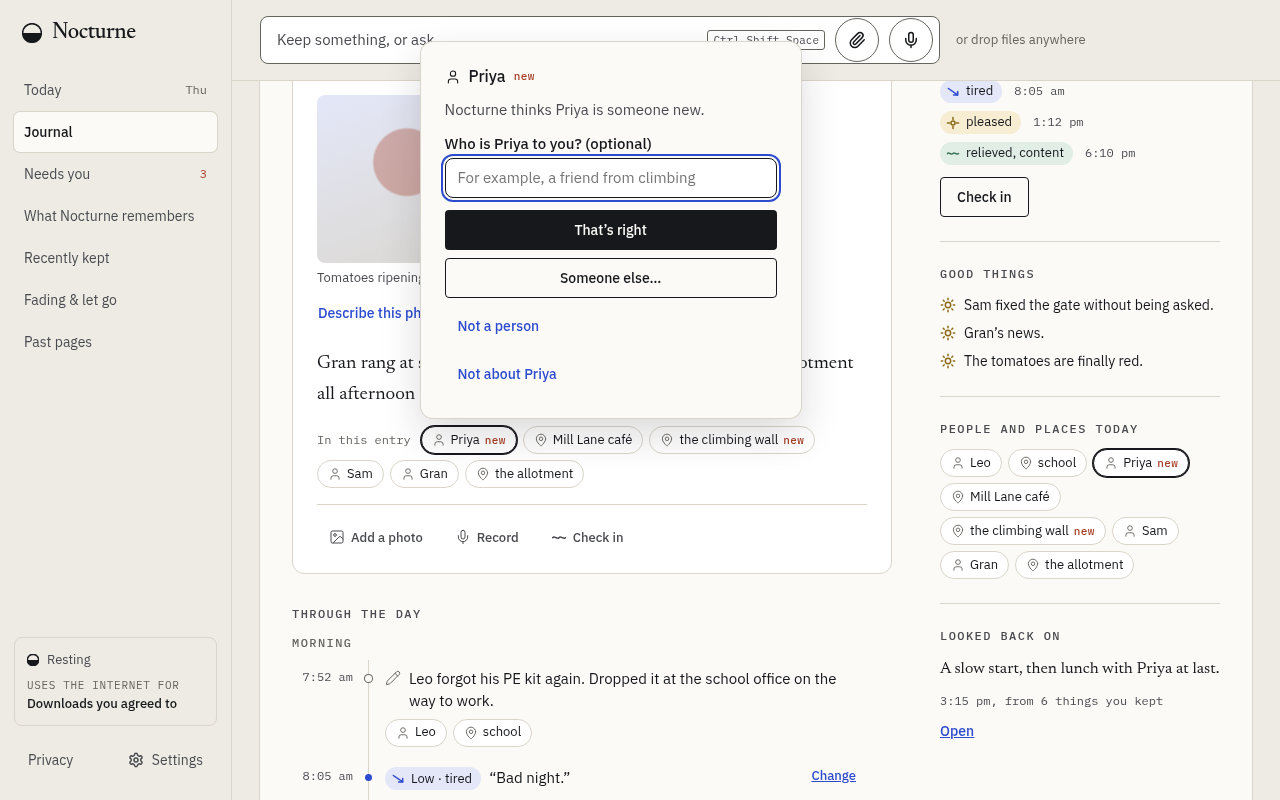 Nocturne
Today Thu
Journal
Needs you 3
What Nocturne remembers
Recently kept
Fading & let go
Past pages
Resting
USES THE INTERNET FOR
Downloads you agreed to
Privacy Settings
Keep something, or ask
Ctrl Shift Space
or drop files anywhere
Priya new
Nocturne thinks Priya is someone new.
Who is Priya to you? (optional)
For example, a friend from climbing
That’s right
Someone else…
Not a person
Not about Priya
Tomatoes ripening
Describe this
Gran rang at
all afternoon
In this entry Priya new Mill Lane café the climbing wall new
Sam Gran the allotment
Add a photo Record Check in
THROUGH THE DAY
MORNING
7:52 am Leo forgot his PE kit again. Dropped it at the school office on the
way to work.
Leo school
8:05 am Low · tired “Bad night.” Change
tired 8:05 am
pleased 1:12 pm
relieved, content 6:10 pm
Check in
GOOD THINGS
Sam fixed the gate without being asked.
Gran’s news.
The tomatoes are finally red.
PEOPLE AND PLACES TODAY
Leo school Priya new
Mill Lane café
the climbing wall new Sam
Gran the allotment
LOOKED BACK ON
A slow start, then lunch with Priya at last.
3:15 pm, from 6 things you kept
Open